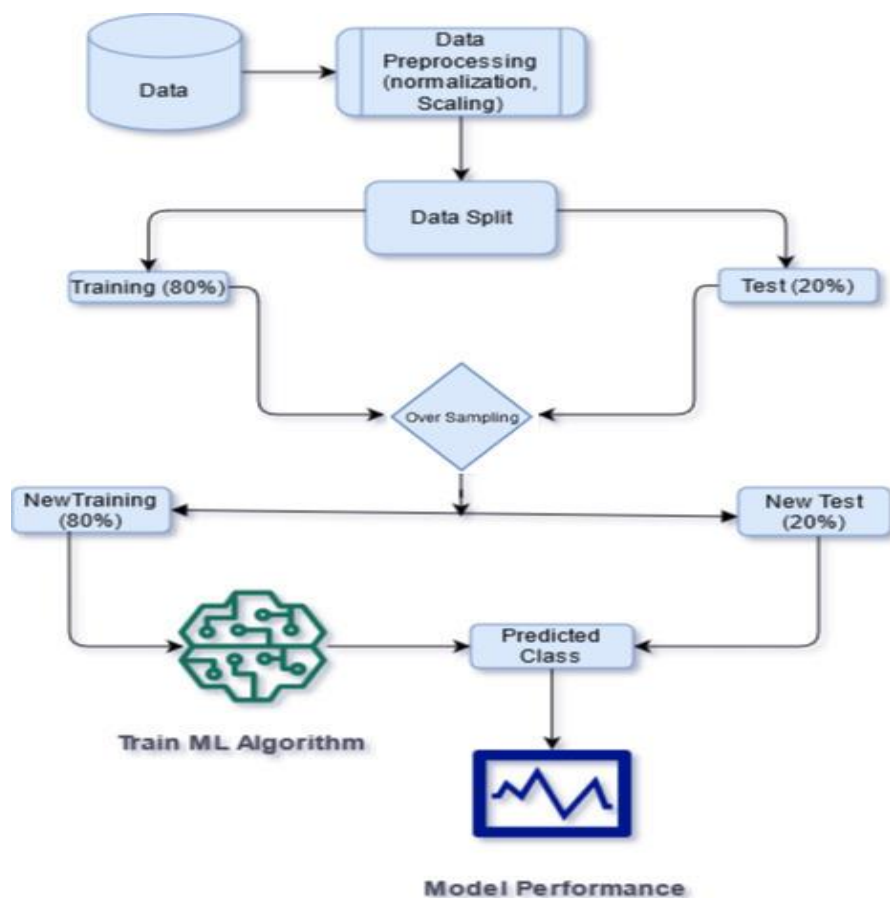 Data
Data
Preprocessing
(normalization,
Scaling)
Data Split
Training (80%)
Test (20%)
Over Sampling
NewTraining
(80%)
New Test
(20%)
Predicted
Class
Train ML Algorithm
Model Performance